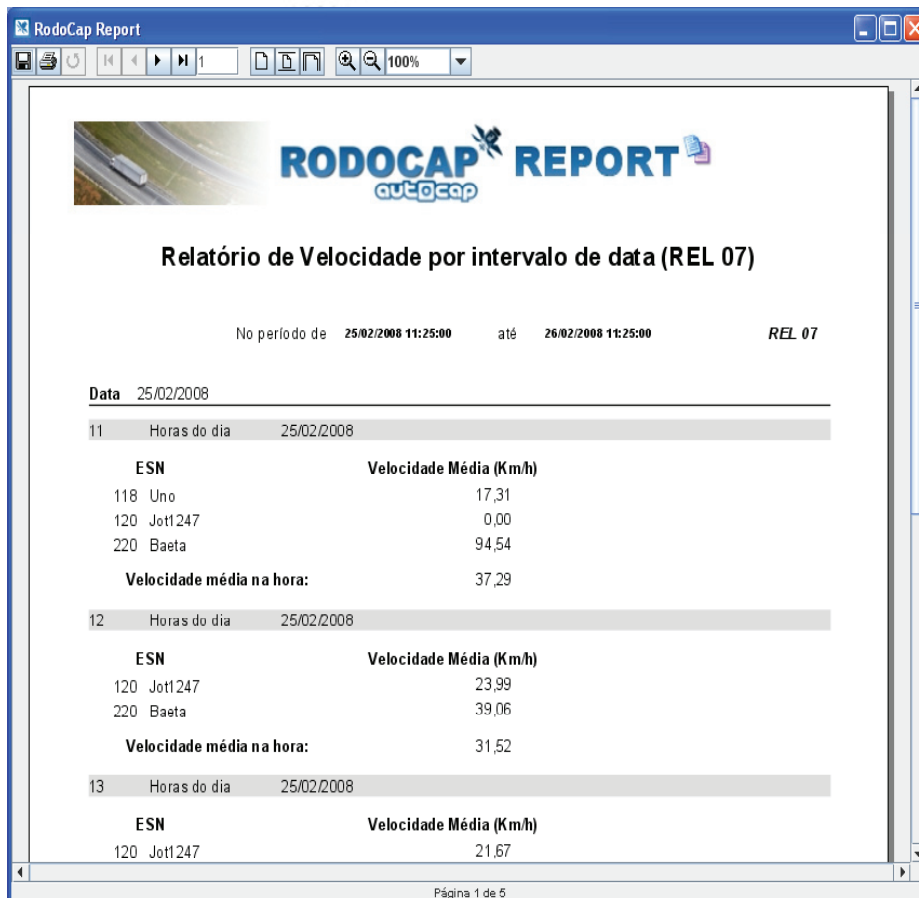 RodoCap Report
1
100%
RODOCAP REPORT
autocap
Relatório de Velocidade por intervalo de data (REL 07)
No período de 25/02/2008 11:25:00 até 26/02/2008 11:25:00 REL 07
Data 25/02/2008
11 Horas do dia 25/02/2008
ESN Velocidade Média (Km/h)
118 Uno 17,31
120 Jot1247 0,00
220 Baeta 94,54
Velocidade média na hora: 37,29
12 Horas do dia 25/02/2008
ESN Velocidade Média (Km/h)
120 Jot1247 23,99
220 Baeta 39,06
Velocidade média na hora: 31,52
13 Horas do dia 25/02/2008
ESN Velocidade Média (Km/h)
120 Jot1247 21,67
Página 1 de 5